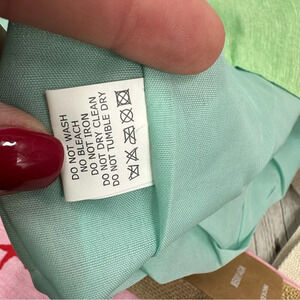 DO NOT WASH
NO BLEACH
DO NOT IRON
DO NOT DRY CLEAN
DO NOT TUMBLE DRY